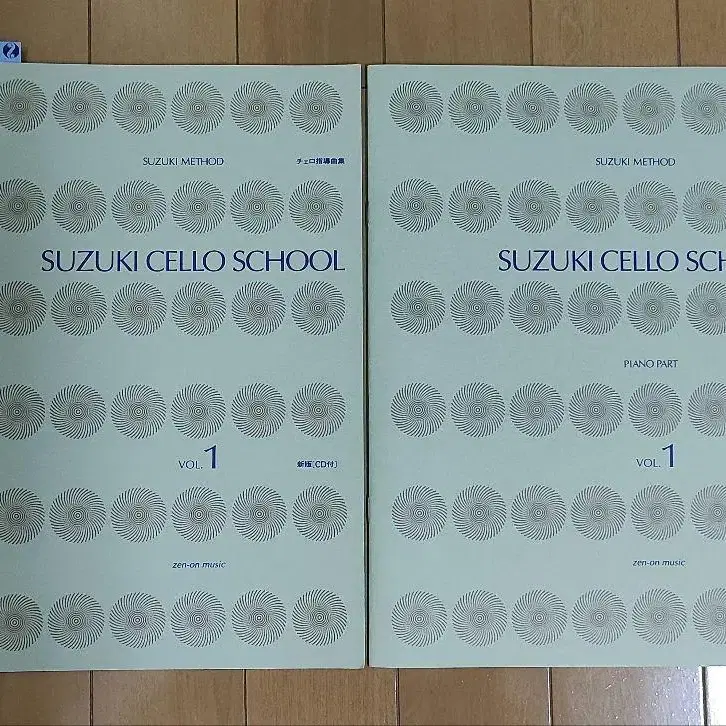 SUZUKI METHOD
チェロ指導曲集
SUZUKI CELLO SCHOOL
VOL. 1
新版[CD付]
zen-on music
SUZUKI METHOD
SUZUKI CELLO SCH
PIANO PART
VOL. 1
zen-on music